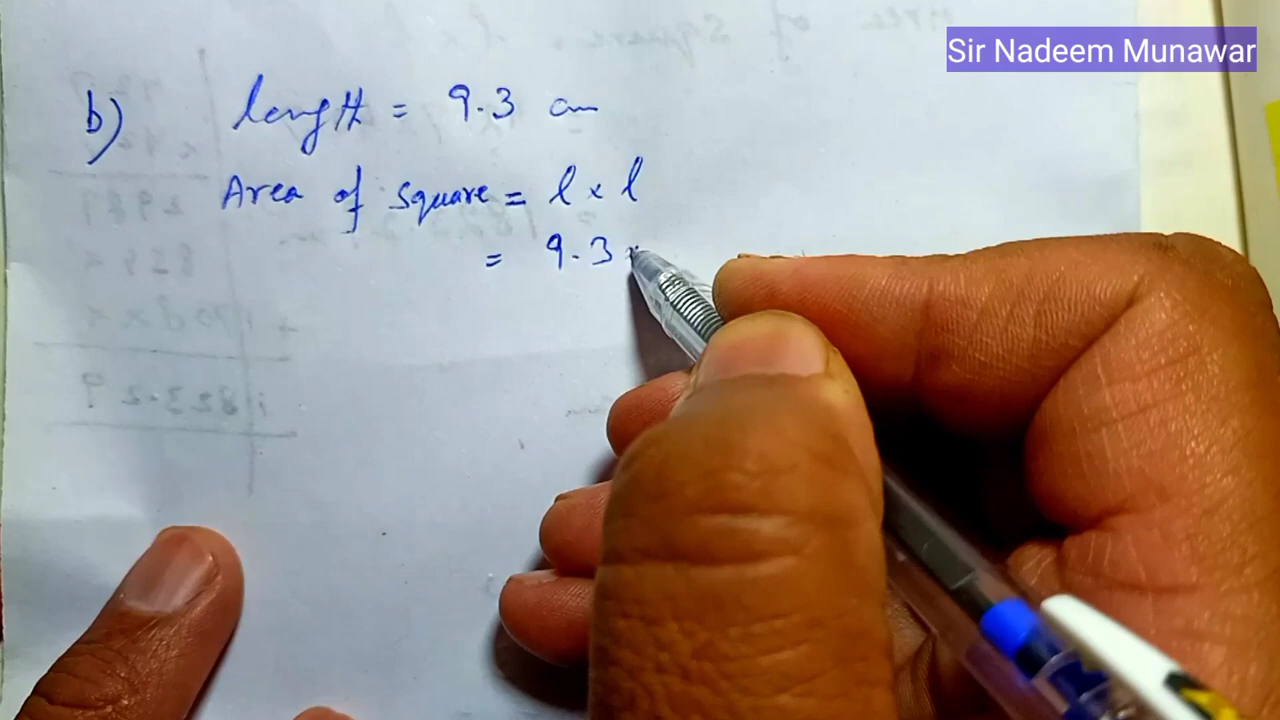 Sir Nadeem Munawar
b) length = 9.3 cm
Area of square = l × l
= 9.3 ×